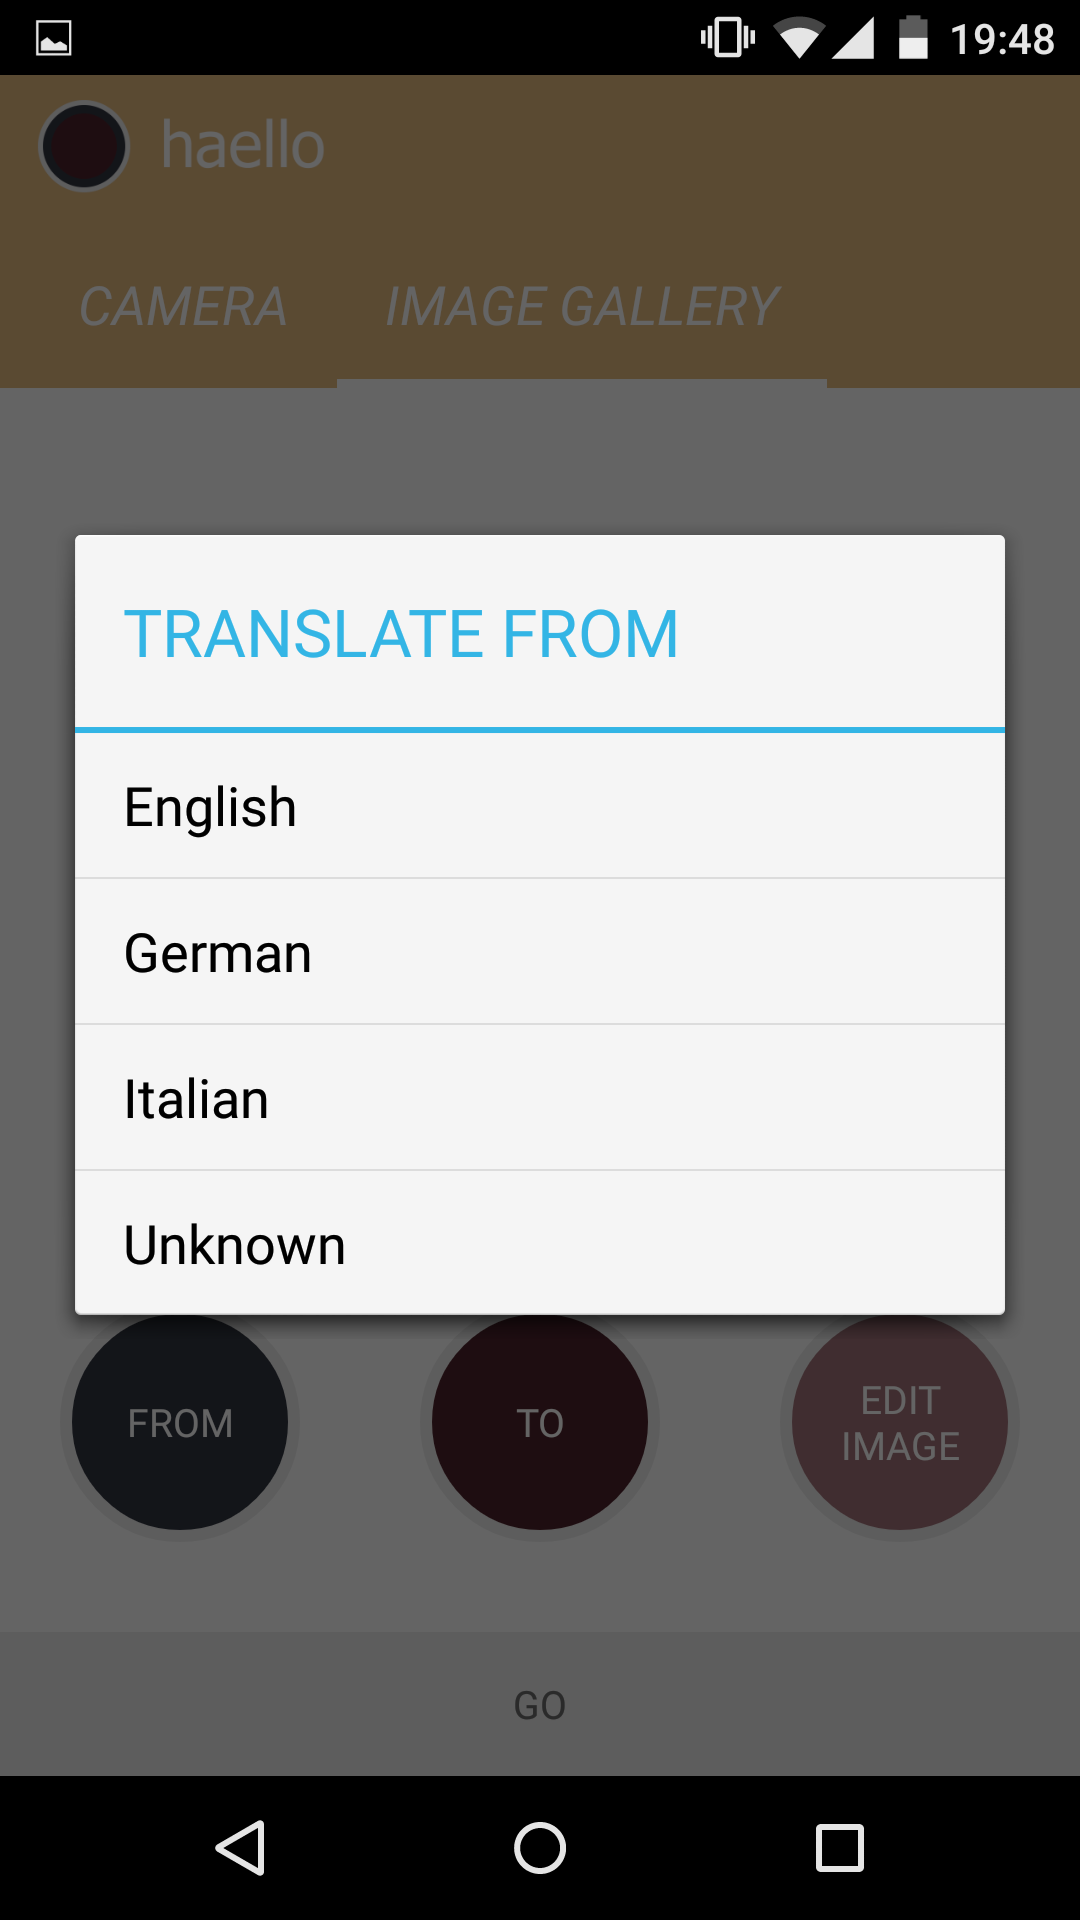 19:48
haello
CAMERA IMAGE GALLERY
TRANSLATE FROM
English
German
Italian
Unknown
FROM
TO
EDIT
IMAGE
GO